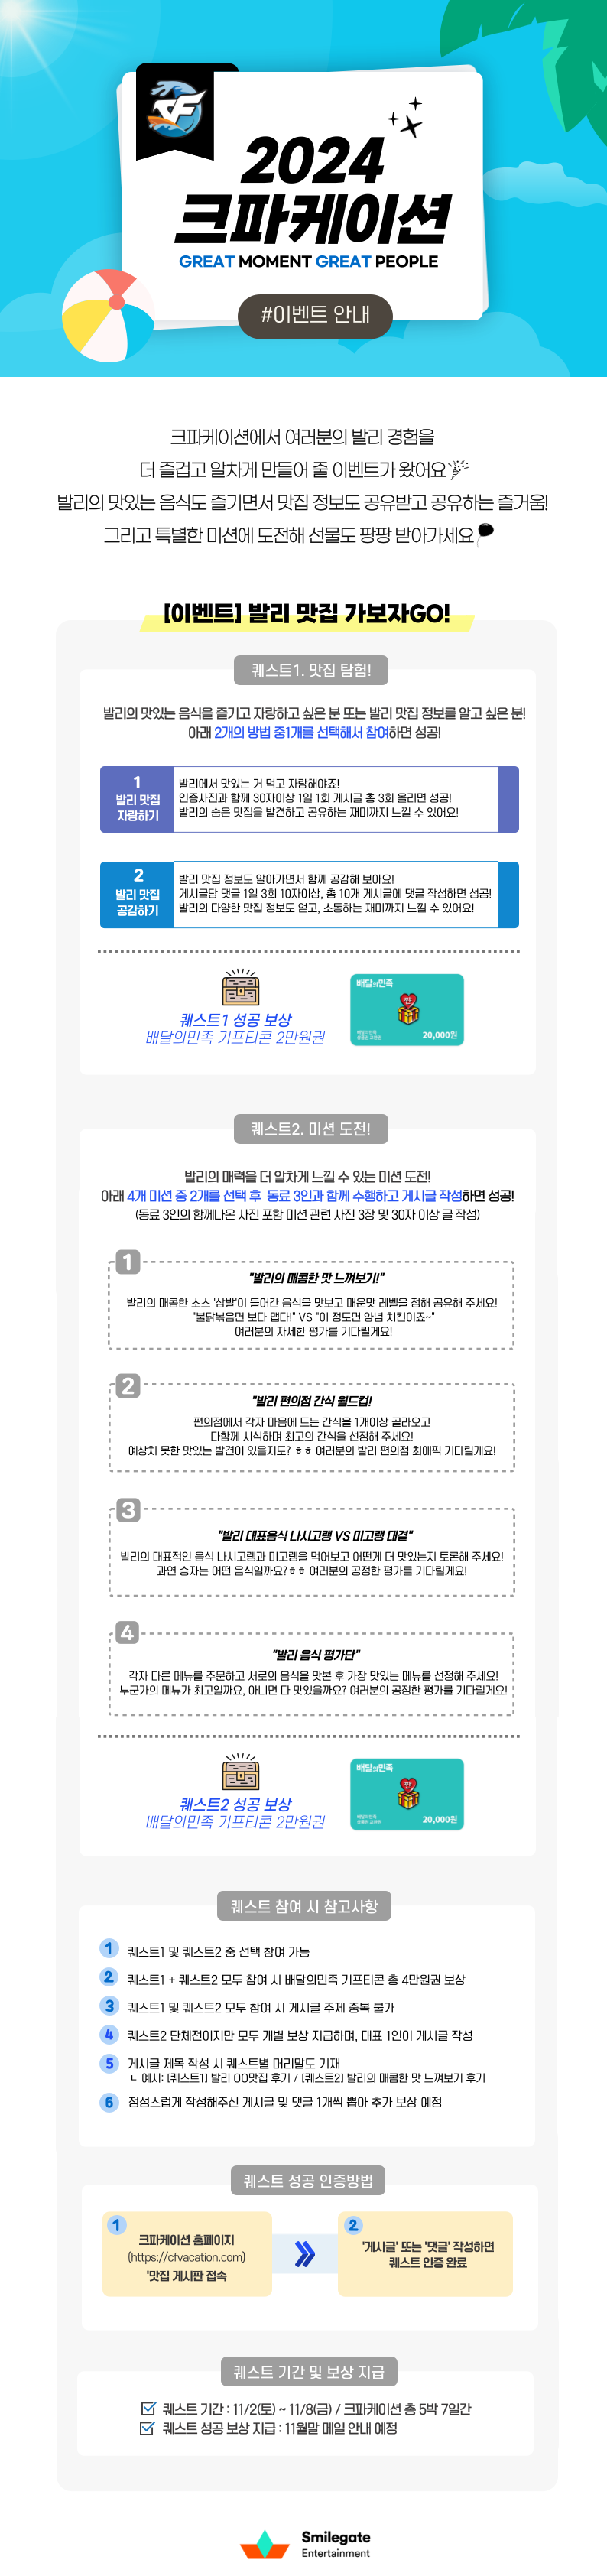 CF
2024
크파케이션
GREAT MOMENT GREAT PEOPLE
#이벤트 안내
크파케이션에서 여러분의 발리 경험을
더 즐겁고 알차게 만들어 줄 이벤트가 왔어요
발리의 맛있는 음식도 즐기면서 맛집 정보도 공유받고 공유하는 즐거움!
그리고 특별한 미션에 도전해 선물도 팡팡 받아가세요
[이벤트] 발리 맛집 가보자GO!
퀘스트1. 맛집 탐험!
발리의 맛있는 음식을 즐기고 자랑하고 싶은 분 또는 발리 맛집 정보를 알고 싶은 분!
아래 2개의 방법 중1개를 선택해서 참여하면 성공!
1
발리 맛집
자랑하기
발리에서 맛있는 거 먹고 자랑해야죠!
인증사진과 함께 30자이상 1일 1회 게시글 총 3회 올리면 성공!
발리의 숨은 맛집을 발견하고 공유하는 재미까지 느낄 수 있어요!
2
발리 맛집
공감하기
발리 맛집 정보도 알아가면서 함께 공감해 보아요!
게시글당 댓글 1일 3회 10자이상, 총 10개 게시글에 댓글 작성하면 성공!
발리의 다양한 맛집 정보도 얻고, 소통하는 재미까지 느낄 수 있어요!
퀘스트1 성공 보상
배달의민족 기프티콘 2만원권
배달의민족
20,000원
퀘스트2. 미션 도전!
발리의 매력을 더 알차게 느낄 수 있는 미션 도전!
아래 4개 미션 중 2개를 선택 후 동료 3인과 함께 수행하고 게시글 작성하면 성공!
(동료 3인의 함께나온 사진 포함 미션 관련 사진 3장 및 30자 이상 글 작성)
1
"발리의 매콤한 맛 느껴보기!"
발리의 매콤한 소스 '삼발'이 들어간 음식을 맛보고 매운맛 레벨을 정해 공유해 주세요!
"불닭볶음면 보다 맵다!" VS "이 정도면 양념 치킨이죠~"
여러분의 자세한 평가를 기다릴게요!
2
"발리 편의점 간식 월드컵!
편의점에서 각자 마음에 드는 간식을 1개이상 골라오고
다함께 시식하며 최고의 간식을 선정해 주세요!
예상치 못한 맛있는 발견이 있을지도? ㅎㅎ 여러분의 발리 편의점 최애픽 기다릴게요!
3
"발리 대표음식 나시고랭 VS 미고랭 대결"
발리의 대표적인 음식 나시고렝과 미고렝을 먹어보고 어떤게 더 맛있는지 토론해 주세요!
과연 승자는 어떤 음식일까요?ㅎㅎ 여러분의 공정한 평가를 기다릴게요!
4
"발리 음식 평가단"
각자 다른 메뉴를 주문하고 서로의 음식을 맛본 후 가장 맛있는 메뉴를 선정해 주세요!
누군가의 메뉴가 최고일까요, 아니면 다 맛있을까요? 여러분의 공정한 평가를 기다릴게요!
퀘스트2 성공 보상
배달의민족 기프티콘 2만원권
배달의민족
20,000원
퀘스트 참여 시 참고사항
1 퀘스트1 및 퀘스트2 중 선택 참여 가능
2 퀘스트1 + 퀘스트2 모두 참여 시 배달의민족 기프티콘 총 4만원권 보상
3 퀘스트1 및 퀘스트2 모두 참여 시 게시글 주제 중복 불가
4 퀘스트2 단체전이지만 모두 개별 보상 지급하며, 대표 1인이 게시글 작성
5 게시글 제목 작성 시 퀘스트별 머리말도 기재
ㄴ 예시: [퀘스트1] 발리 OO맛집 후기 / [퀘스트2] 발리의 매콤한 맛 느껴보기 후기
6 정성스럽게 작성해주신 게시글 및 댓글 1개씩 뽑아 추가 보상 예정
퀘스트 성공 인증방법
1
크파케이션 홈페이지
(https://cfvacation.com)
'맛집 게시판 접속
2
'게시글' 또는 '댓글' 작성하면
퀘스트 인증 완료
퀘스트 기간 및 보상 지급
퀘스트 기간 : 11/2(토) ~ 11/8(금) / 크파케이션 총 5박 7일간
퀘스트 성공 보상 지급 : 11월말 메일 안내 예정
Smilegate
Entertainment